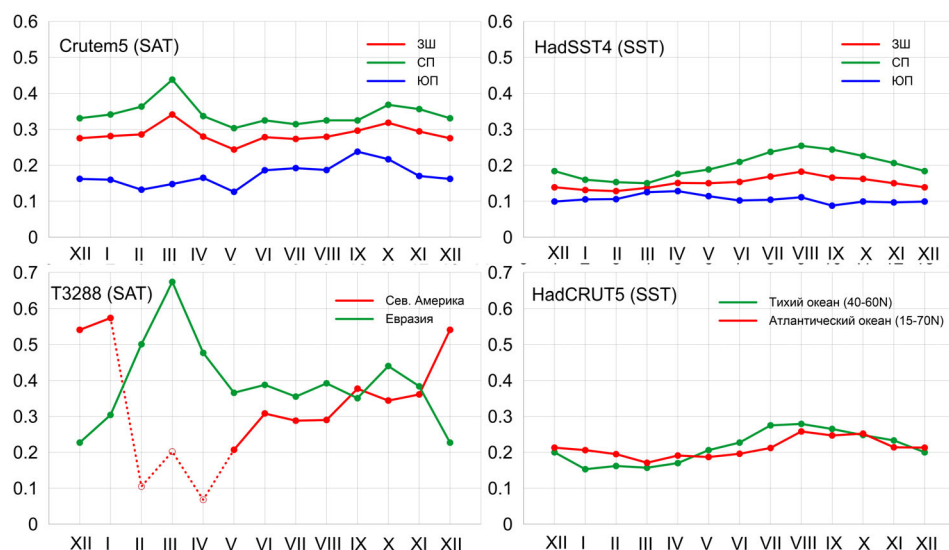 0.6
0.5
0.4
0.3
0.2
0.1
0
Crutem5 (SAT)
ЗШ
СП
ЮП
XII I II III IV V VI VII VIII IX X XI XII
0.6
0.5
0.4
0.3
0.2
0.1
0
HadSST4 (SST)
ЗШ
СП
ЮП
XII I II III IV V VI VII VIII IX X XI XII
0.7
0.6
0.5
0.4
0.3
0.2
0.1
0
T3288 (SAT)
Сев. Америка
Евразия
XII I II III IV V VI VII VIII IX X XI XII
0.7
0.6
0.5
0.4
0.3
0.2
0.1
0
HadCRUT5 (SST)
Тихий океан (40-60N)
Атлантический океан (15-70N)
XII I II III IV V VI VII VIII IX X XI XII